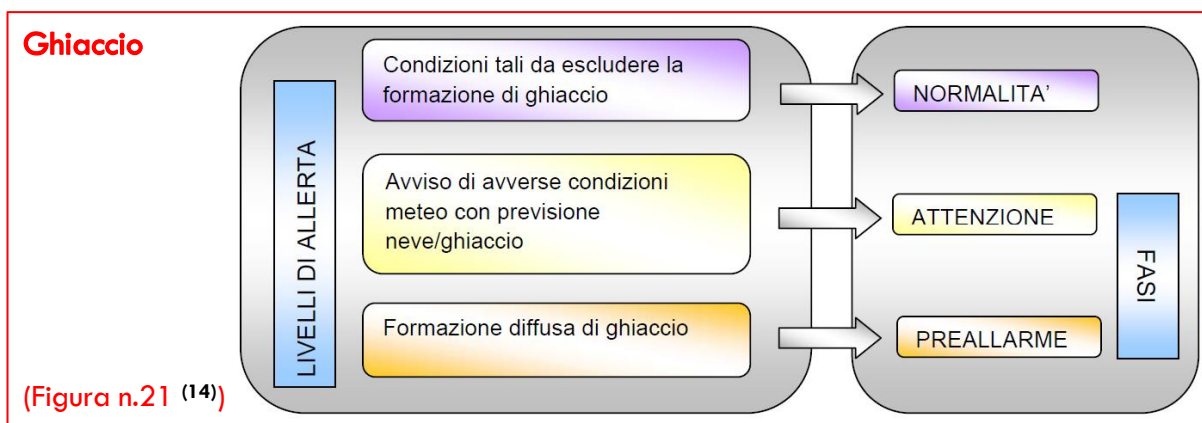 Ghiaccio
LIVELLI DI ALLERTA
Condizioni tali da escludere la
formazione di ghiaccio
NORMALITA'
Avviso di avverse condizioni
meteo con previsione
neve/ghiaccio
ATTENZIONE
Formazione diffusa di ghiaccio
PREALLARME
FASI
(Figura n.21 (14))